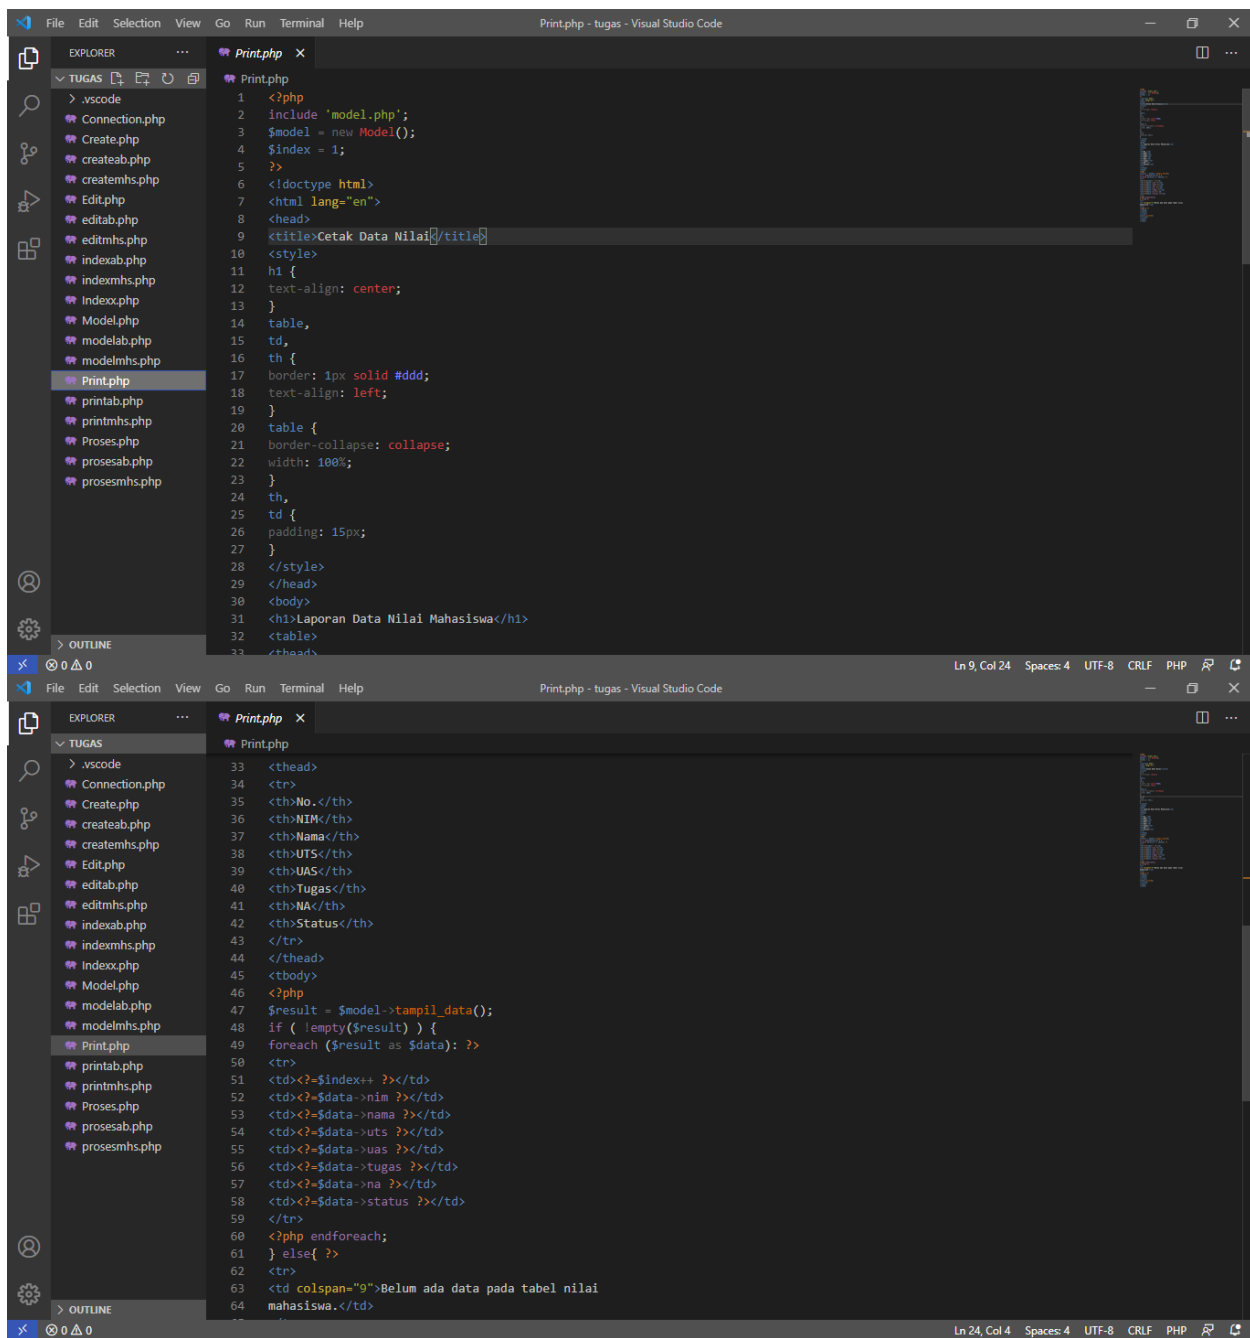 File Edit Selection View Go Run Terminal Help Print.php - tugas - Visual Studio Code
EXPLORER ···
TUGAS
.vscode
Connection.php
Create.php
createab.php
createmhs.php
Edit.php
editab.php
editmhs.php
indexab.php
indexmhs.php
Indexx.php
Model.php
modelab.php
modelmhs.php
Print.php
printab.php
printmhs.php
Proses.php
prosesab.php
prosesmhs.php
OUTLINE
Print.php
Print.php
1 <?php
2 include 'model.php';
3 $model = new Model();
4 $index = 1;
5 ?>
6 <!doctype html>
7 <html lang="en">
8 <head>
9 <title>Cetak Data Nilai</title>
10 <style>
11 h1 {
12 text-align: center;
13 }
14 table,
15 td,
16 th {
17 border: 1px solid #ddd;
18 text-align: left;
19 }
20 table {
21 border-collapse: collapse;
22 width: 100%;
23 }
24 th,
25 td {
26 padding: 15px;
27 }
28 </style>
29 </head>
30 <body>
31 <h1>Laporan Data Nilai Mahasiswa</h1>
32 <table>
33 <thead>
0 0 Ln 9, Col 24 Spaces: 4 UTF-8 CRLF PHP
File Edit Selection View Go Run Terminal Help Print.php - tugas - Visual Studio Code
EXPLORER ···
TUGAS
.vscode
Connection.php
Create.php
createab.php
createmhs.php
Edit.php
editab.php
editmhs.php
indexab.php
indexmhs.php
Indexx.php
Model.php
modelab.php
modelmhs.php
Print.php
printab.php
printmhs.php
Proses.php
prosesab.php
prosesmhs.php
OUTLINE
Print.php
Print.php
33 <thead>
34 <tr>
35 <th>No.</th>
36 <th>NIM</th>
37 <th>Nama</th>
38 <th>UTS</th>
39 <th>UAS</th>
40 <th>Tugas</th>
41 <th>NA</th>
42 <th>Status</th>
43 </tr>
44 </thead>
45 <tbody>
46 <?php
47 $result = $model->tampil_data();
48 if ( !empty($result) ) {
49 foreach ($result as $data): ?>
50 <tr>
51 <td><?=$index++ ?></td>
52 <td><?=$data->nim ?></td>
53 <td><?=$data->nama ?></td>
54 <td><?=$data->uts ?></td>
55 <td><?=$data->uas ?></td>
56 <td><?=$data->tugas ?></td>
57 <td><?=$data->na ?></td>
58 <td><?=$data->status ?></td>
59 </tr>
60 <?php endforeach;
61 } else{ ?>
62 <tr>
63 <td colspan="9">Belum ada data pada tabel nilai
64 mahasiswa.</td>
0 0 Ln 24, Col 4 Spaces: 4 UTF-8 CRLF PHP